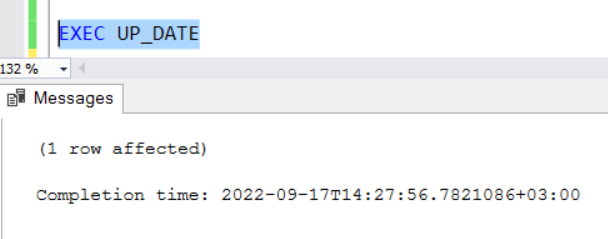 EXEC UP_DATE
132 %
Messages
(1 row affected)
Completion time: 2022-09-17T14:27:56.7821086+03:00